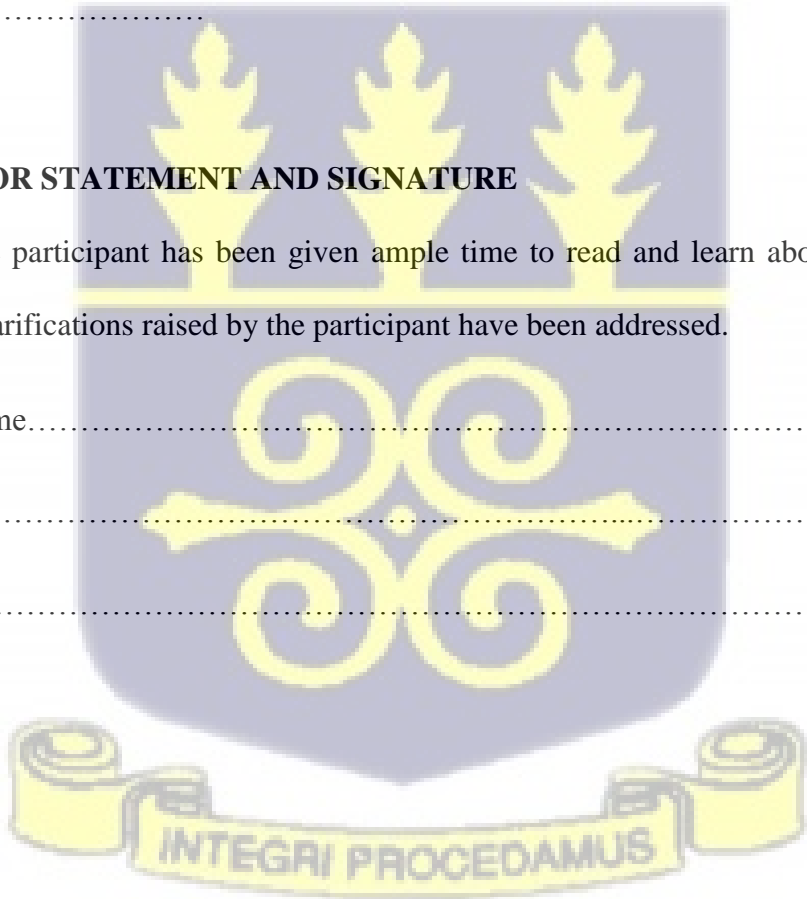 ………………………
OR STATEMENT AND SIGNATURE
participant has been given ample time to read and learn abo
arifications raised by the participant have been addressed.
me……………………………………………………………………………
……………………………………………………...………………
………………………………………………………………………
INTEGRI PROCEDAMUS